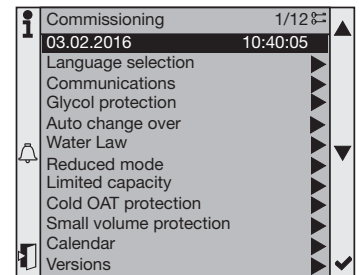 Commissioning 1/12
03.02.2016 10:40:05
Language selection
Communications
Glycol protection
Auto change over
Water Law
Reduced mode
Limited capacity
Cold OAT protection
Small volume protection
Calendar
Versions